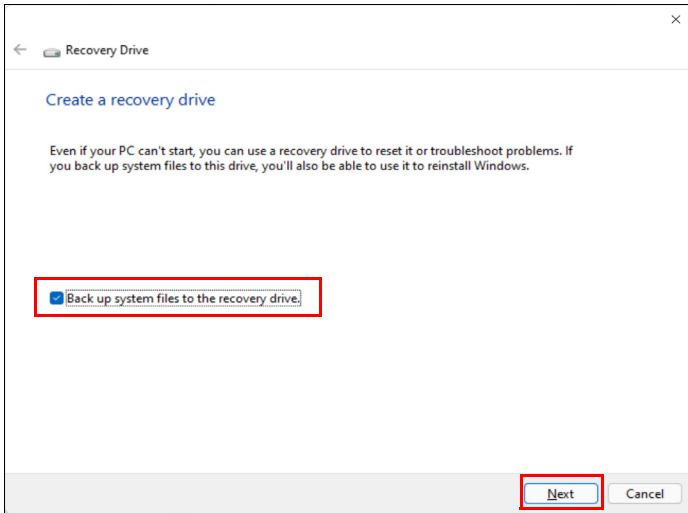 Recovery Drive
Create a recovery drive
Even if your PC can't start, you can use a recovery drive to reset it or troubleshoot problems. If
you back up system files to this drive, you'll also be able to use it to reinstall Windows.
Back up system files to the recovery drive.
Next
Cancel